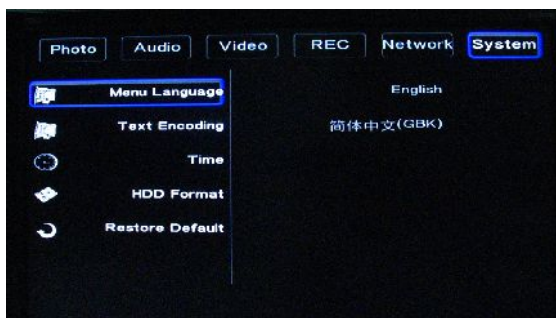 Photo Audio Video REC Network System
Menu Language English
Text Encoding 简体中文(GBK)
Time
HDD Format
Restore Default